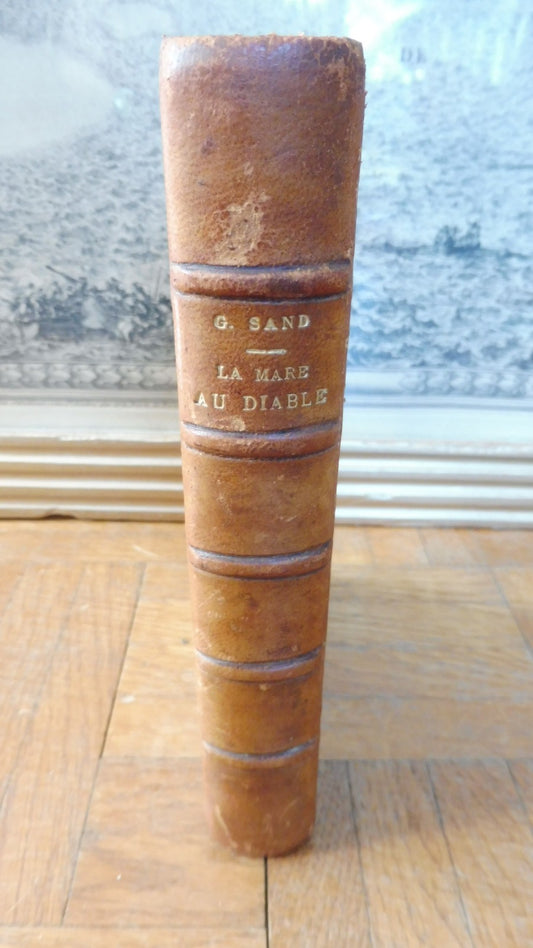 G. SAND
LA MARE
AU DIABLE